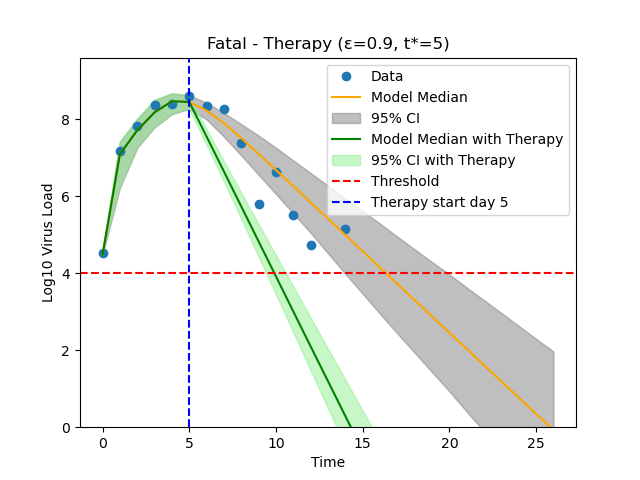 Fatal - Therapy (ε=0.9, t*=5)
Data
Model Median
95% CI
Model Median with Therapy
95% CI with Therapy
Threshold
Therapy start day 5
Log10 Virus Load
8
6
4
2
0
0 5 10 15 20 25
Time